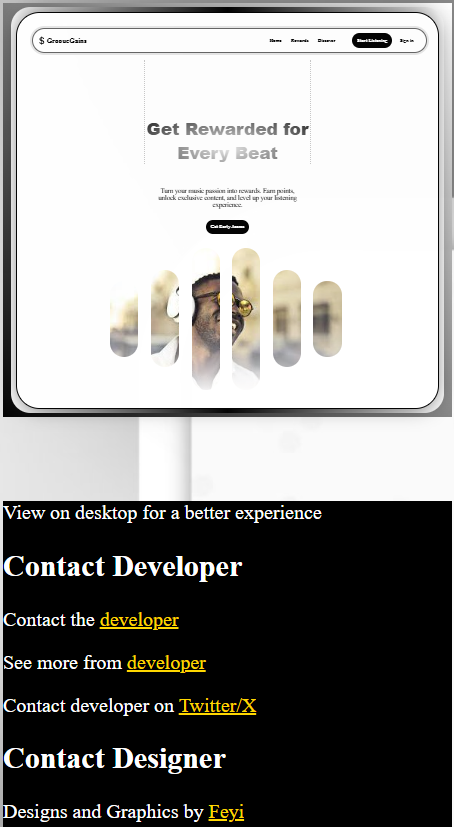 $ GroovGains
Home Rewards Discover Start Listening Sign in
Get Rewarded for
Every Beat
Turn your music passion into rewards. Earn points,
unlock exclusive content, and level up your listening
experience.
Get Early Access
View on desktop for a better experience
Contact Developer
Contact the developer
See more from developer
Contact developer on Twitter/X
Contact Designer
Designs and Graphics by Feyi